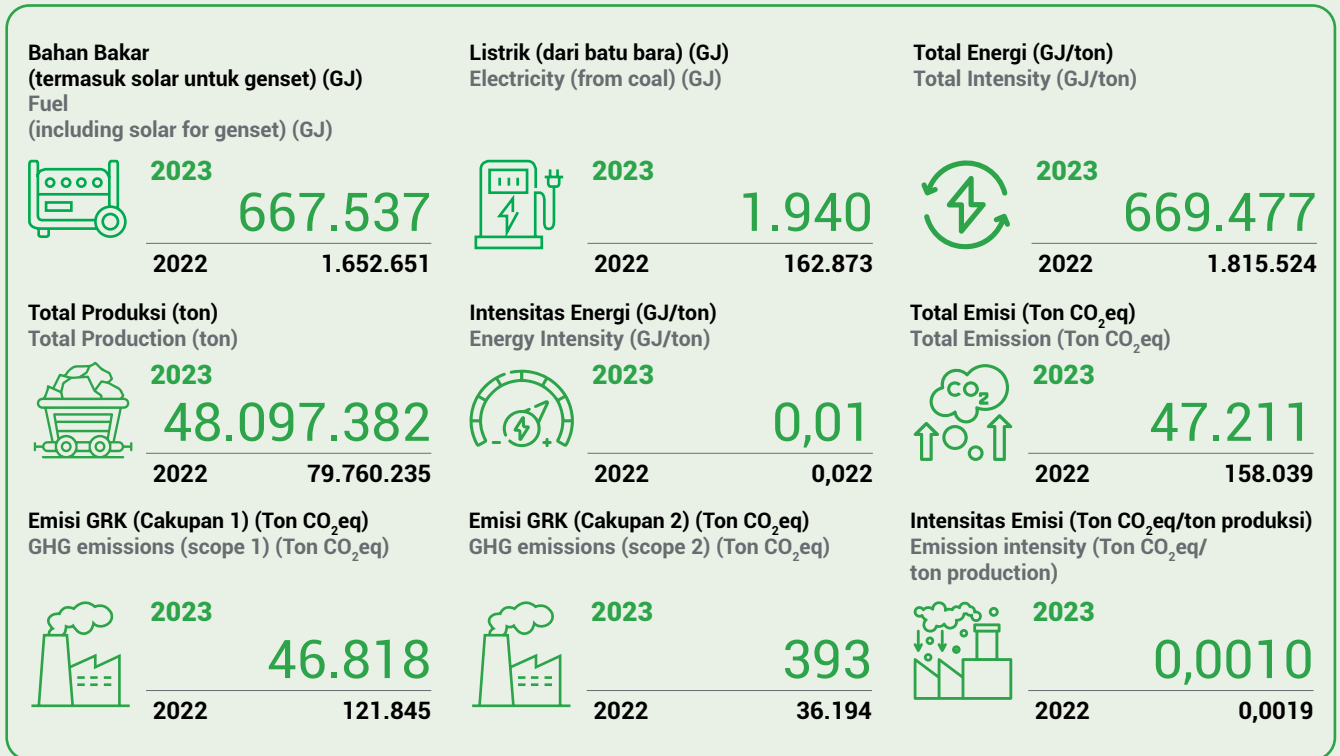 Bahan Bakar
(termasuk solar untuk genset) (GJ)
Fuel
(including solar for genset) (GJ)
2023
667.537
2022 1.652.651
Listrik (dari batu bara) (GJ)
Electricity (from coal) (GJ)
2023
1.940
2022 162.873
Total Energi (GJ/ton)
Total Intensity (GJ/ton)
2023
669.477
2022 1.815.524
Total Produksi (ton)
Total Production (ton)
2023
48.097.382
2022 79.760.235
Intensitas Energi (GJ/ton)
Energy Intensity (GJ/ton)
2023
0,01
2022 0,022
Total Emisi (Ton CO₂eq)
Total Emission (Ton CO₂eq)
CO₂
2023
47.211
2022 158.039
Emisi GRK (Cakupan 1) (Ton CO₂eq)
GHG emissions (scope 1) (Ton CO₂eq)
2023
46.818
2022 121.845
Emisi GRK (Cakupan 2) (Ton CO₂eq)
GHG emissions (scope 2) (Ton CO₂eq)
2023
393
2022 36.194
Intensitas Emisi (Ton CO₂eq/ton produksi)
Emission intensity (Ton CO₂eq/
ton production)
2023
0,0010
2022 0,0019